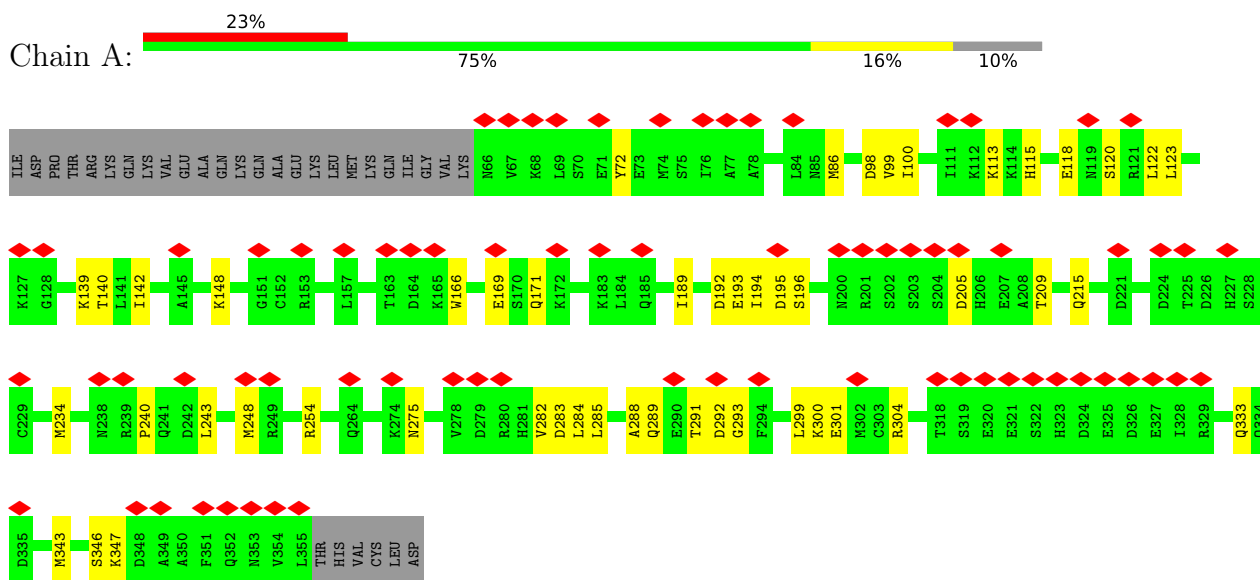 23%
Chain A:
75% 16% 10%
ILE ASP PRO THR ARG LYS GLN LYS VAL GLU ALA GLN LYS GLN ALA GLU LYS LEU MET LYS GLN ILE GLY VAL LYS N66 V67 K68 L69 S70 E71 Y72 E73 M74 S75 I76 A77 A78 L84 N85 M86 D98 V99 I100 I111 K112 K113 K114 H115 E118 N119 S120 R121 L122 L123
K127 G128 K139 T140 L141 I142 A145 K148 G151 C152 R153 L157 T163 D164 K165 W166 E169 S170 Q171 K172 K183 L184 Q185 I189 D192 E193 I194 D195 S196 N200 R201 S202 S203 S204 D205 H206 E207 A208 T209 Q215 D221 D224 T225 D226 H227 S228
C229 M234 N238 R239 P240 Q241 D242 L243 M248 R249 R254 Q264 K274 N275 V278 D279 R280 H281 V282 D283 L284 L285 A288 Q289 E290 T291 D292 G293 F294 L299 K300 E301 M302 C303 R304 T318 S319 E320 E321 S322 H323 D324 E325 D326 E327 I328 R329 Q333 Q334
D335 M343 S346 K347 D348 A349 A350 F351 Q352 N353 V354 L355 THR HIS VAL CYS LEU ASP